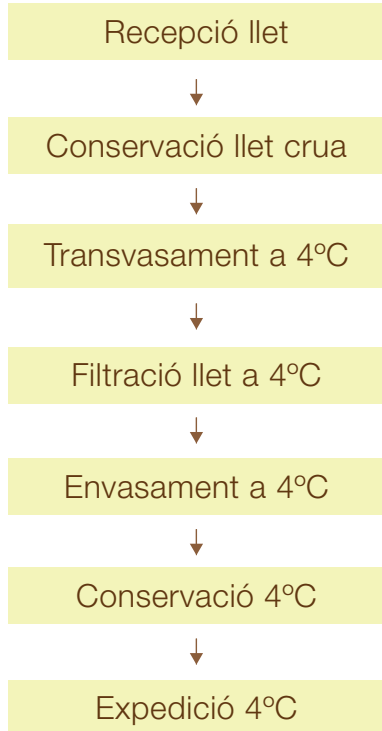 Recepció llet
Conservació llet crua
Transvasament a 4ºC
Filtració llet a 4ºC
Envasament a 4ºC
Conservació 4ºC
Expedició 4ºC